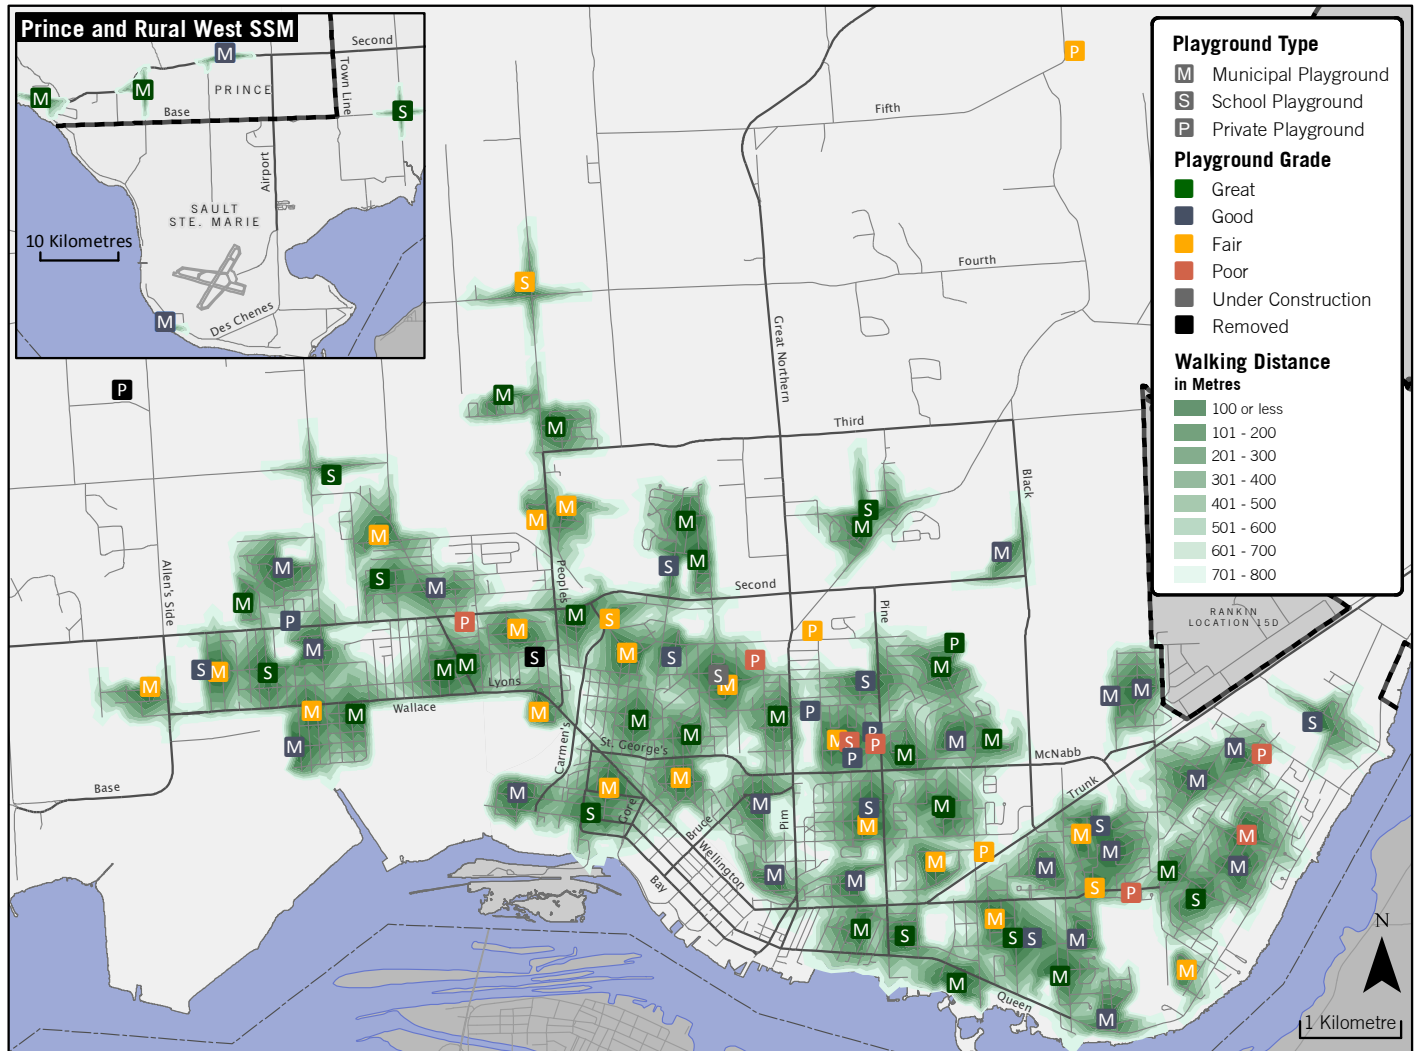 Prince and Rural West SSM
Second
M
M
M
PRINCE
Town Line
Base
S
Airport
SAULT
STE. MARIE
10 Kilometres
M
Des Chenes
Playground Type
M Municipal Playground
S School Playground
P Private Playground
Playground Grade
Great
Good
Fair
Poor
Under Construction
Removed
Walking Distance
in Metres
100 or less
101 - 200
201 - 300
301 - 400
401 - 500
501 - 600
601 - 700
701 - 800
P
Fifth
Fourth
S
Great Northern
P
M
M
Third
S
Black
M
M
M
S
M
M
S
M
M
Allen's Side
M
Peoples
S
M
Second
S
M
M
Pine
RANKIN
LOCATION 15D
P
P
M
M
S
P
M
P
M
S
M
S
P
M
S
M
S
M
M
M
S
M
S
M
Lyons
M
M
M
M
Wallace
M
M
M
P
S
M
M
M
St. George's
Carmen's
M
S
P
P
P
M
M
M
McNabb
M
P
Base
M
M
M
M
Trunk
M
S
Gore
Bruce
Pim
S
M
M
M
S
M
M
Wellington
M
P
M
M
M
M
M
Bay
M
S
P
S
M
S
M
S
S
M
M
M
M
Queen
M
N
1 Kilometre